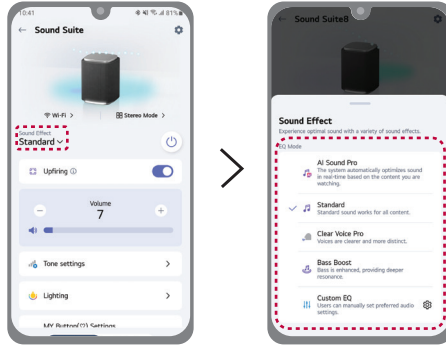 10:41
81%
← Sound Suite
Wi-Fi >
Stereo Mode >
Sound Effect
Standard
Upfiring
Volume
7
Tone settings
Lighting
MY Button(♡) Settings
← Sound Suite8
Sound Effect
Experience optimal sound with a variety of sound effects.
EQ Mode
AI Sound Pro
The system automatically optimizes sound
in real-time based on the content you are
watching.
Standard
Standard sound works for all content.
Clear Voice Pro
Voices are clearer and more distinct.
Bass Boost
Bass is enhanced, providing deeper
resonance.
Custom EQ
Users can manually set preferred audio
settings.